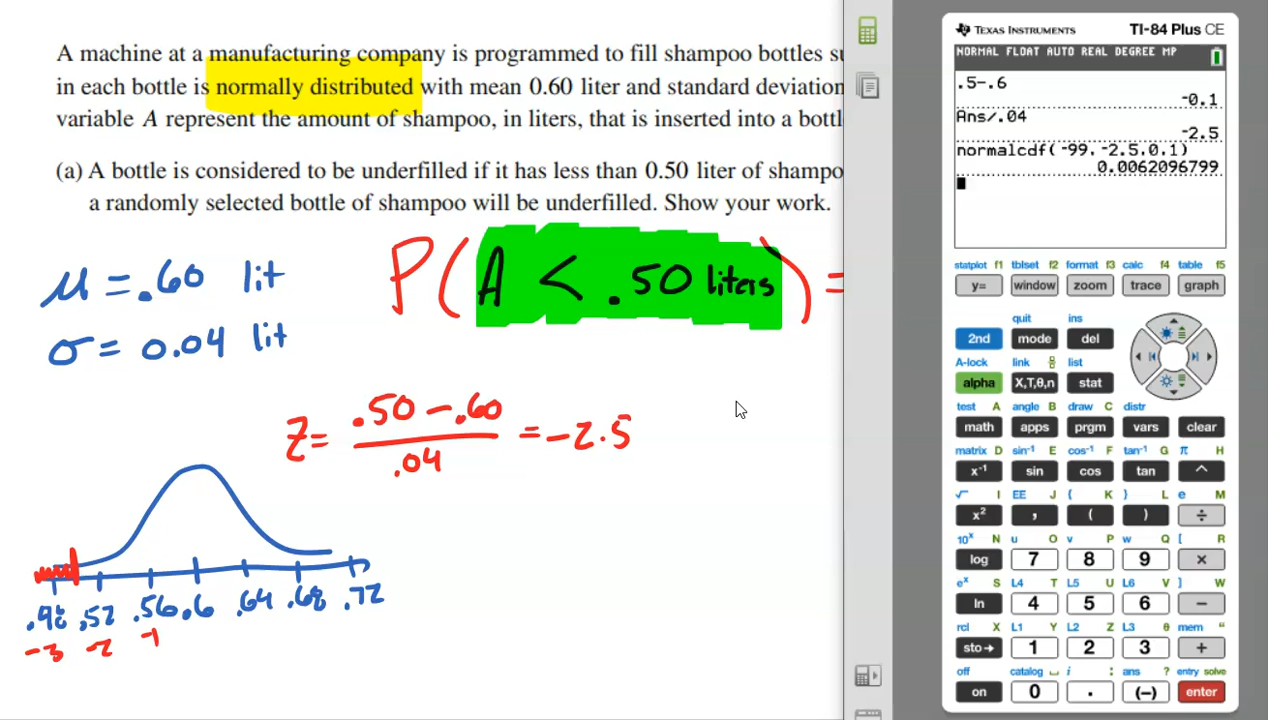 A machine at a manufacturing company is programmed to fill shampoo bottles
in each bottle is normally distributed with mean 0.60 liter and standard deviation
variable A represent the amount of shampoo, in liters, that is inserted into a
(a) A bottle is considered to be underfilled if it has less than 0.50 liter of
a randomly selected bottle of shampoo will be underfilled. Show your work.
μ = .60 lit
σ = 0.04 lit
P(A < .50 liters) =
z = .50 - .60 / .04 = -2.5
.52 .56 .6 .64 .68 .72
-3 -2 -1
TEXAS INSTRUMENTS TI-84 Plus CE
NORMAL FLOAT AUTO REAL DEGREE MP
.5-.6
-0.1
Ans/.04
-2.5
normalcdf(-99,-2.5,0,1)
0.0062096799
statplot f1 tblset f2 format f3 calc f4 table f5
y= window zoom trace graph
quit ins
2nd mode del
A-lock link list
alpha X,T,θ,n stat
test A angle B draw C distr
math apps prgm vars clear
matrix D sin⁻¹ E cos⁻¹ F tan⁻¹ G π H
x⁻¹ sin cos tan ^
√ I EE J { K } L e M
x² , ( ) ÷
10ˣ N u O v P w Q [ R
log 7 8 9 ×
eˣ S L4 T L5 U L6 V ] W
ln 4 5 6 −
rcl X L1 Y L2 Z L3 θ mem "
sto→ 1 2 3 +
off catalog i : ans ? entry solve
on 0 . (−) enter